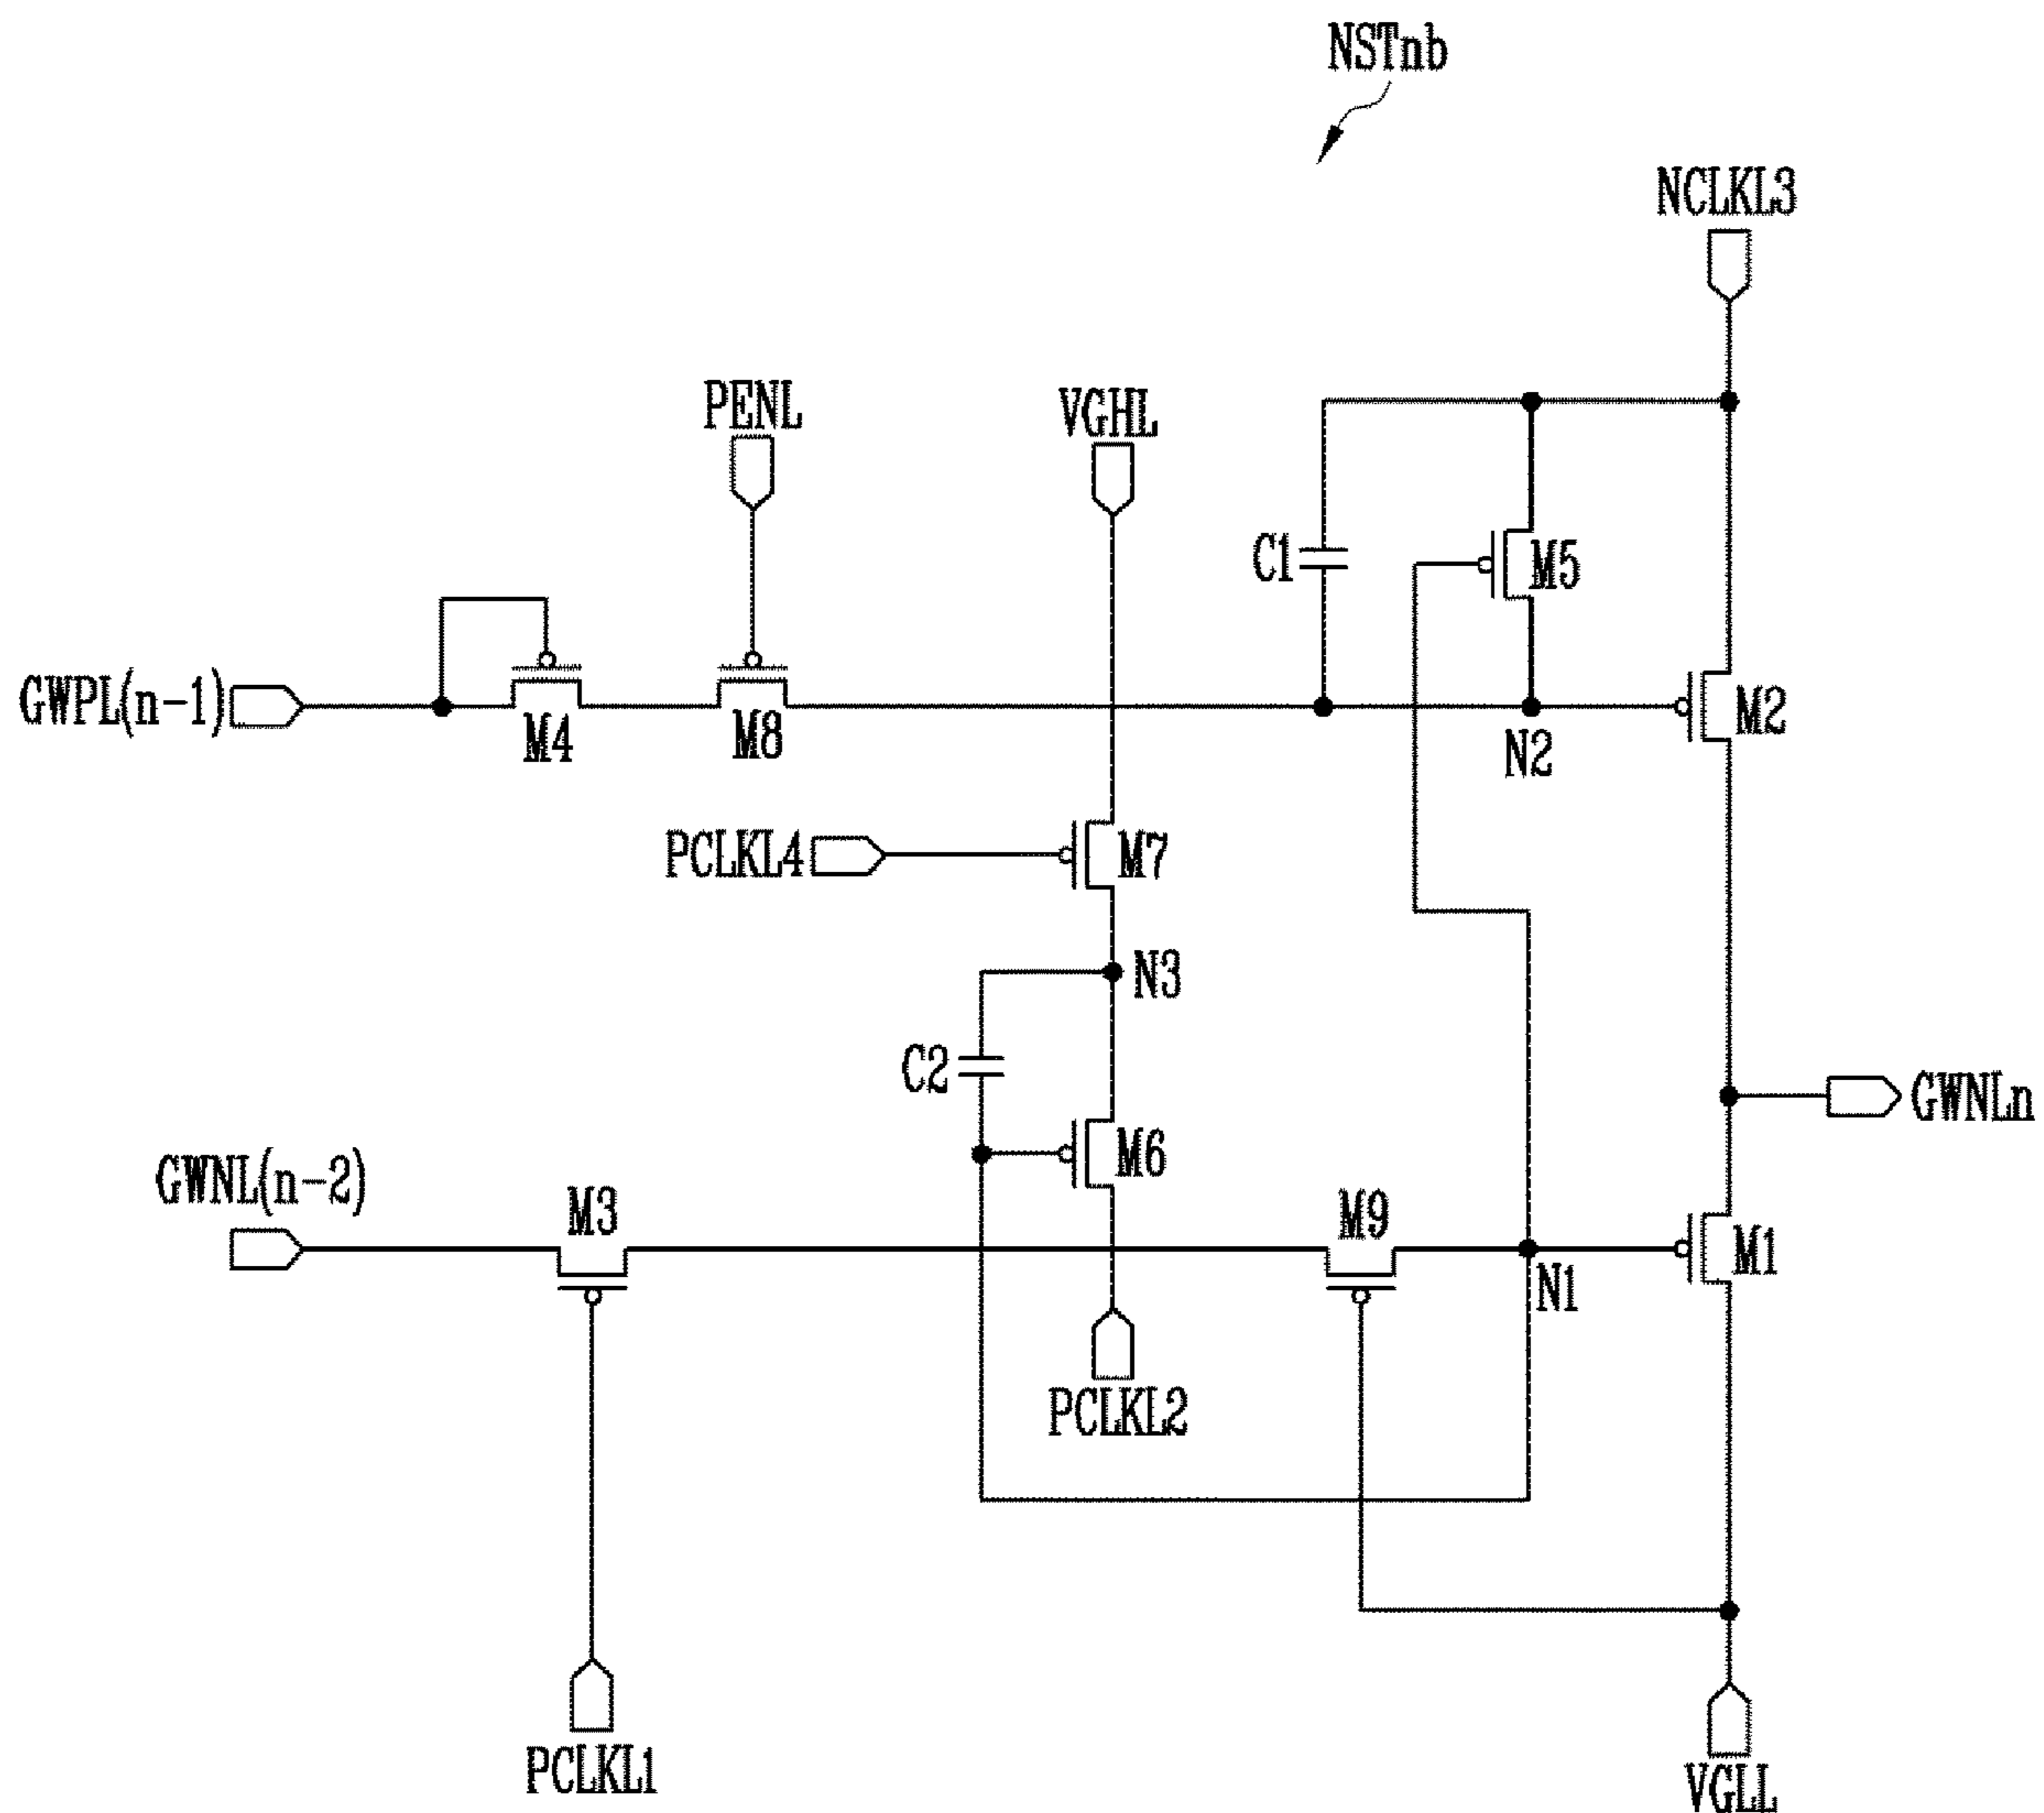 NSTnb
NCLKL3
PENL
VGHL
C1
M5
GWPL(n-1)
M4
M8
N2
M2
PCLKL4
M7
N3
C2
M6
GWNLn
GWNL(n-2)
M3
M9
N1
M1
PCLKL2
PCLKL1
VGLL